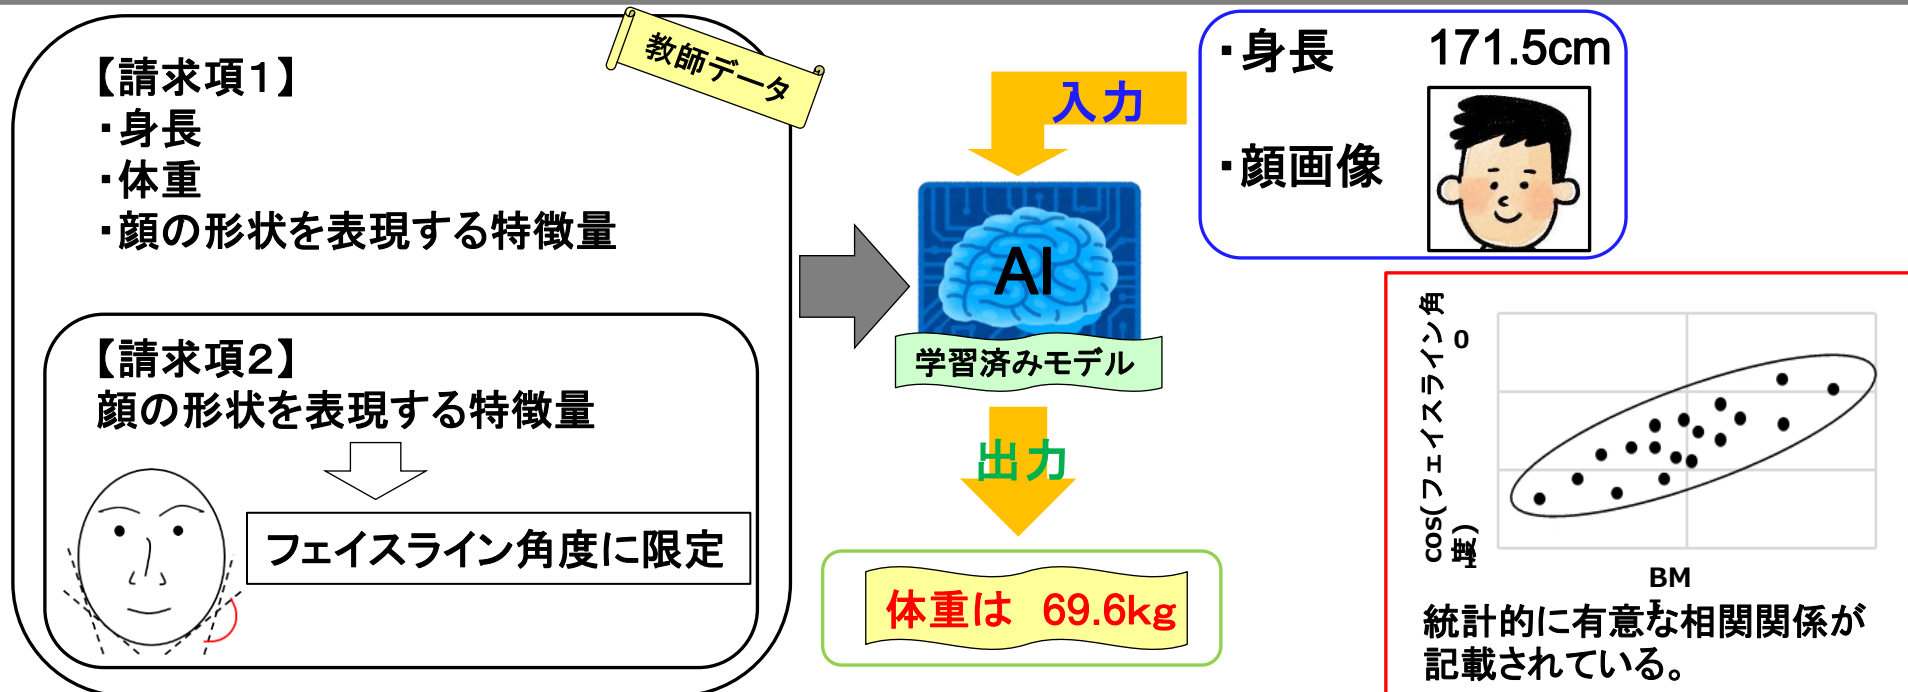 教師データ
【請求項1】
・身長
・体重
・顔の形状を表現する特徴量
【請求項2】
顔の形状を表現する特徴量
フェイスライン角度に限定
入力
AI
学習済みモデル
出力
体重は 69.6kg
・身長 171.5cm
・顔画像
cos(フェイスライン角
度)
0
BM
I
統計的に有意な相関関係が
記載されている。